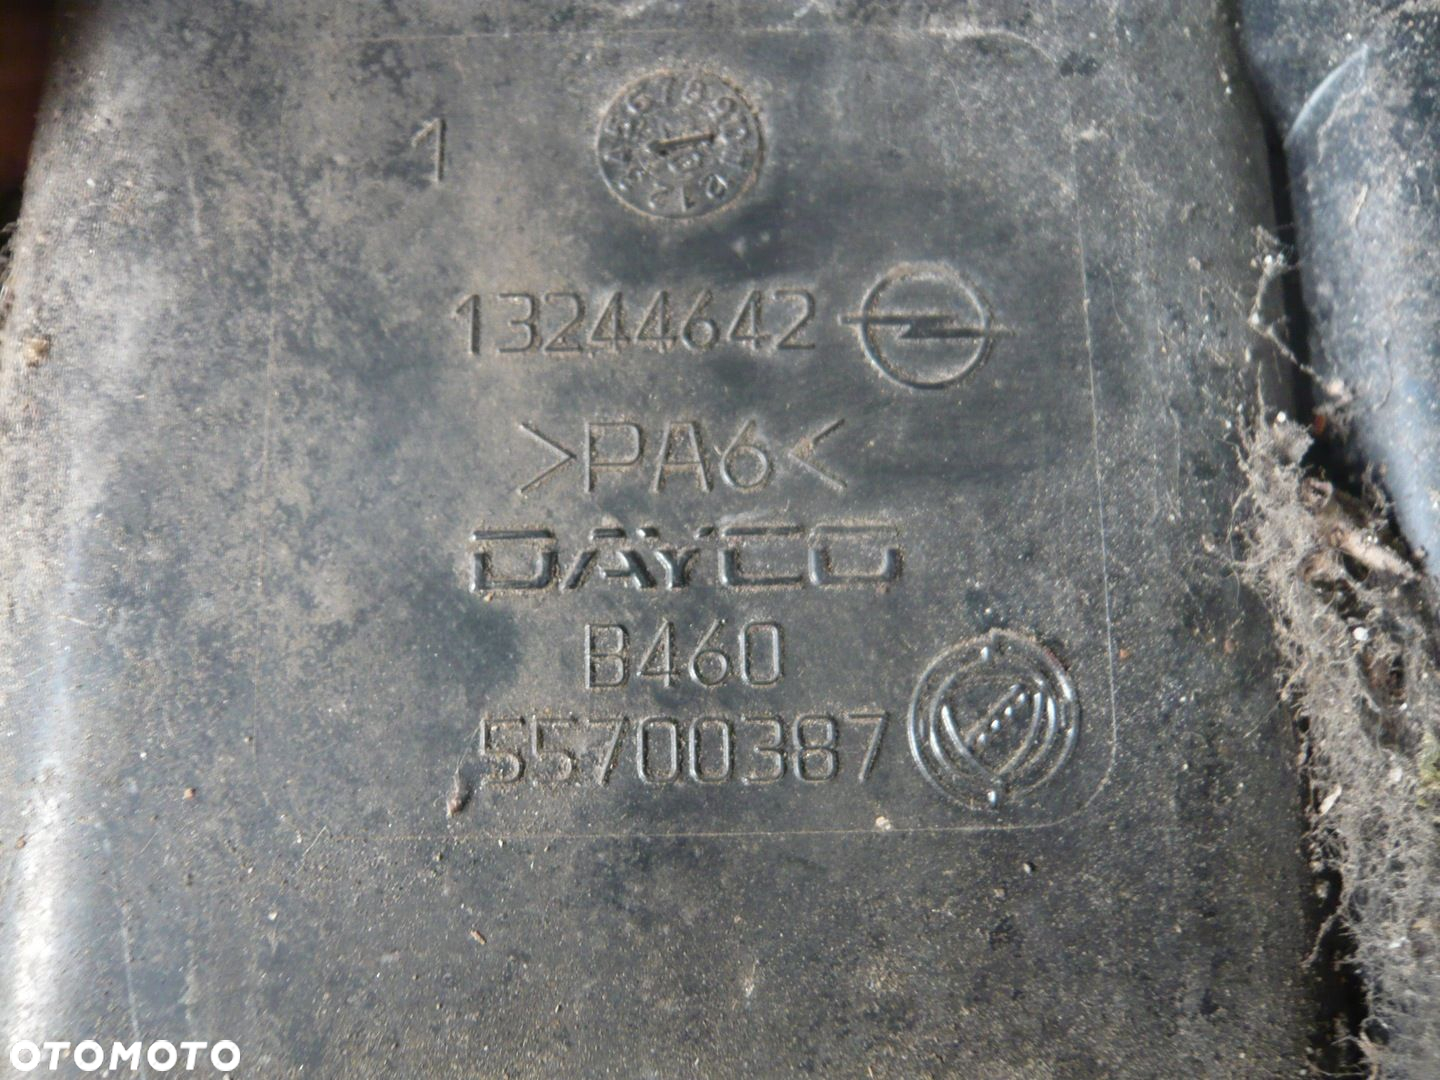 1
13244642
>PA6<
DAYCO
B460
55700387
OTOMOTO